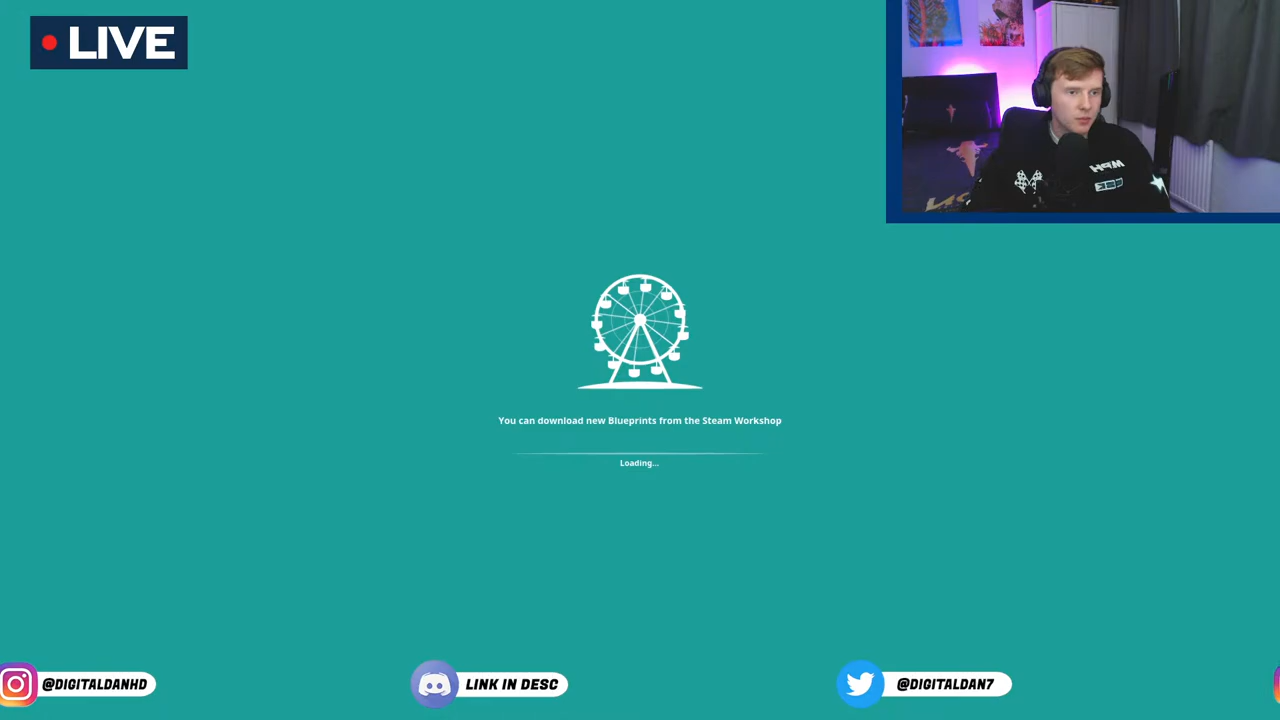 LIVE
You can download new Blueprints from the Steam Workshop
Loading...
@DIGITALDANHD
LINK IN DESC
@DIGITALDAN7